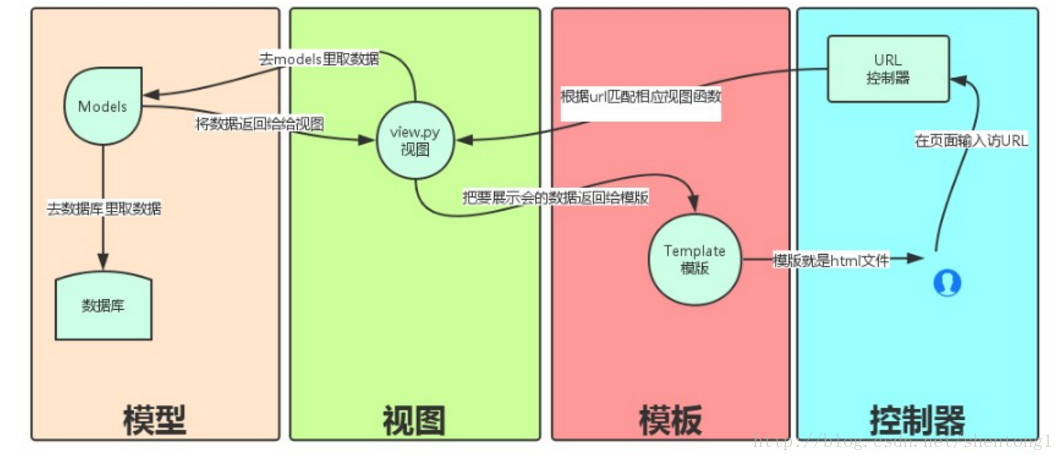 去models里取数据
URL
控制器
Models
根据url匹配相应视图函数
将数据返回给给视图
view.py
视图
在页面输入访URL
把要展示会的数据返回给模版
去数据库里取数据
Template
模版
模版就是html文件
数据库
模型
视图
模板
控制器
http://blog.csdn.net/shentong1